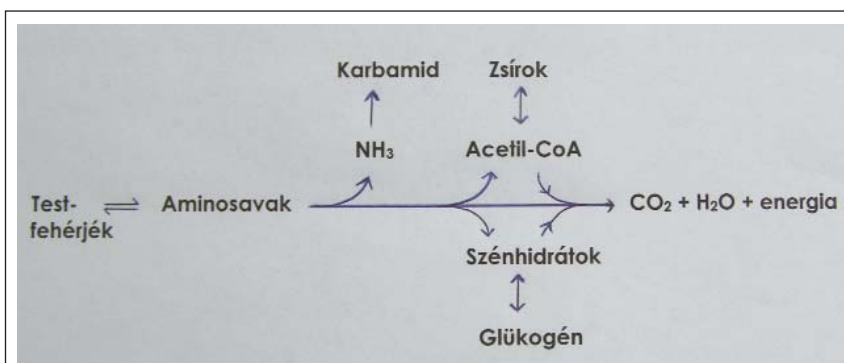 Karbamid Zsírok
NH₃ Acetil-CoA
Test-
fehérjék
Aminosavak
CO₂ + H₂O + energia
Szénhidrátok
Glükogén